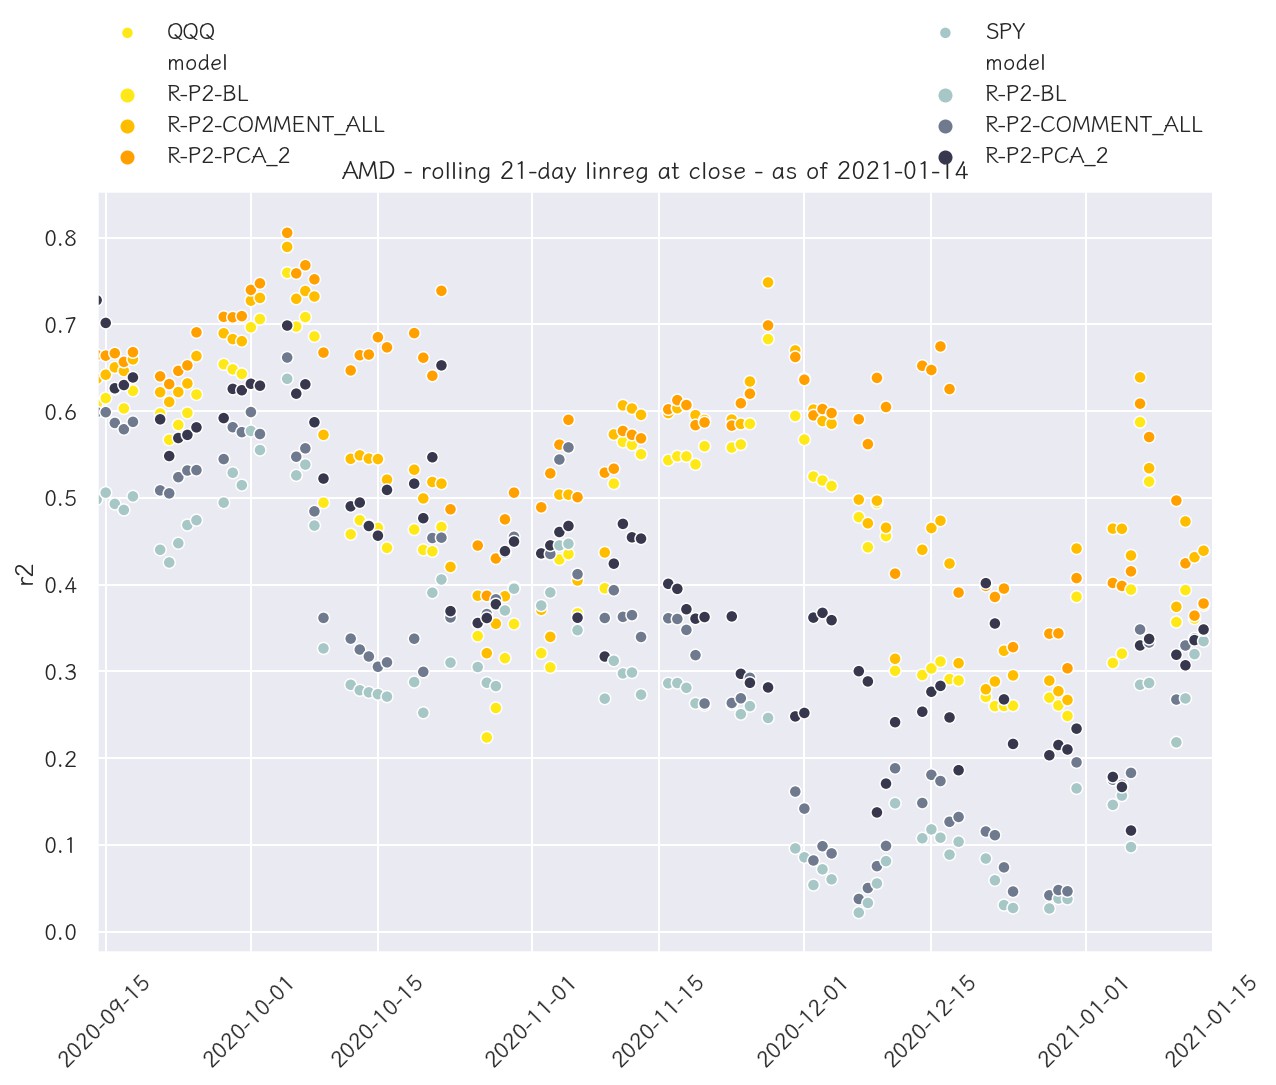 QQQ
model
R-P2-BL
R-P2-COMMENT_ALL
R-P2-PCA_2
SPY
model
R-P2-BL
R-P2-COMMENT_ALL
R-P2-PCA_2
AMD - rolling 21-day linreg at close - as of 2021-01-14
r2
0.8
0.7
0.6
0.5
0.4
0.3
0.2
0.1
0.0
2020-09-15
2020-10-01
2020-10-15
2020-11-01
2020-11-15
2020-12-01
2020-12-15
2021-01-01
2021-01-15